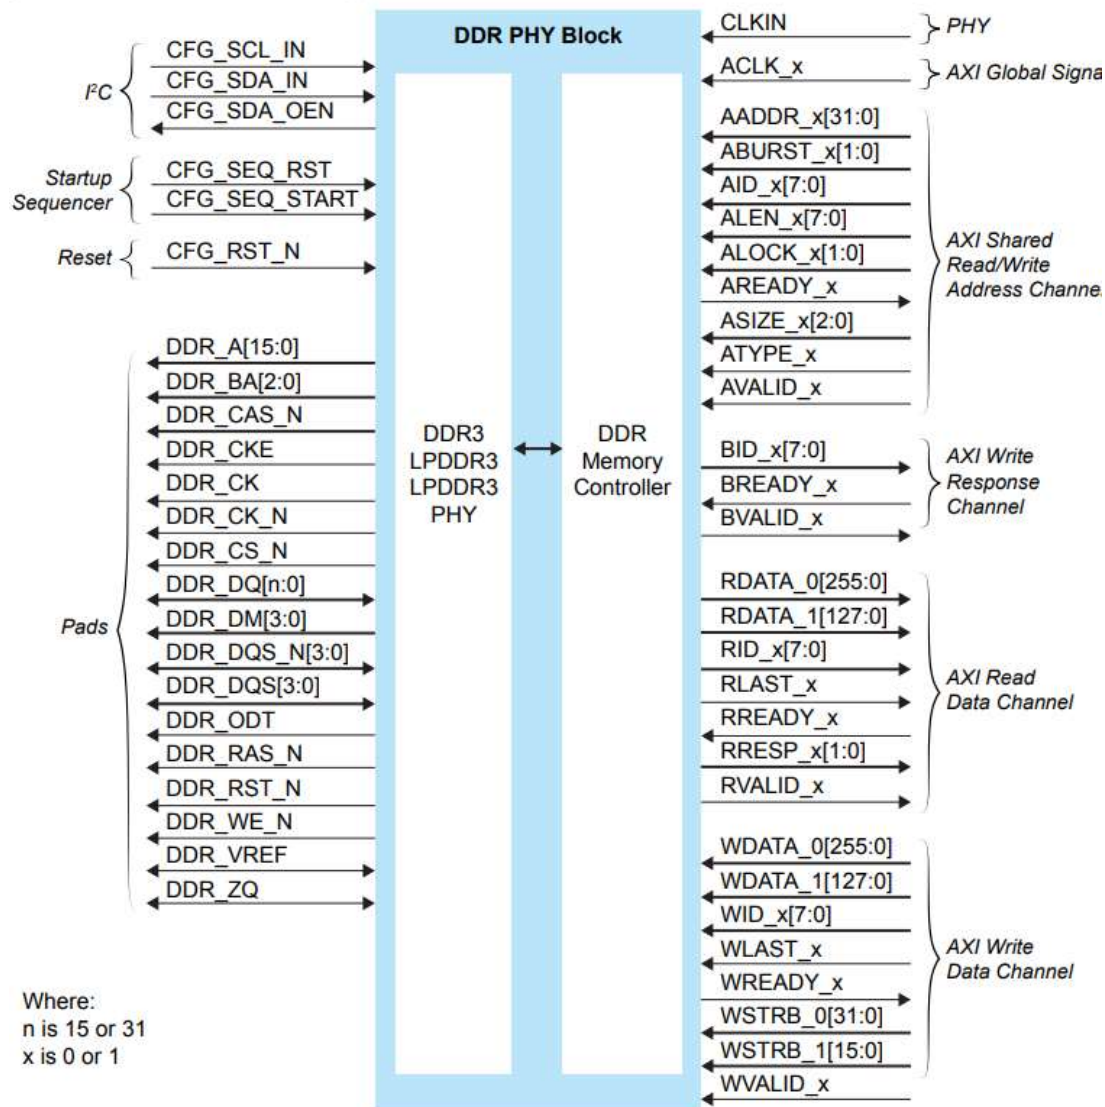 DDR PHY Block
I²C
CFG_SCL_IN
CFG_SDA_IN
CFG_SDA_OEN
Startup
Sequencer
CFG_SEQ_RST
CFG_SEQ_START
Reset
CFG_RST_N
Pads
DDR_A[15:0]
DDR_BA[2:0]
DDR_CAS_N
DDR_CKE
DDR_CK
DDR_CK_N
DDR_CS_N
DDR_DQ[n:0]
DDR_DM[3:0]
DDR_DQS_N[3:0]
DDR_DQS[3:0]
DDR_ODT
DDR_RAS_N
DDR_RST_N
DDR_WE_N
DDR_VREF
DDR_ZQ
Where:
n is 15 or 31
x is 0 or 1
DDR3
LPDDR3
LPDDR3
PHY
DDR
Memory
Controller
CLKIN
PHY
ACLK_x
AXI Global Signa
AADDR_x[31:0]
ABURST_x[1:0]
AID_x[7:0]
ALEN_x[7:0]
ALOCK_x[1:0]
AREADY_x
ASIZE_x[2:0]
ATYPE_x
AVALID_x
AXI Shared
Read/Write
Address Channel
BID_x[7:0]
BREADY_x
BVALID_x
AXI Write
Response
Channel
RDATA_0[255:0]
RDATA_1[127:0]
RID_x[7:0]
RLAST_x
RREADY_x
RRESP_x[1:0]
RVALID_x
AXI Read
Data Channel
WDATA_0[255:0]
WDATA_1[127:0]
WID_x[7:0]
WLAST_x
WREADY_x
WSTRB_0[31:0]
WSTRB_1[15:0]
WVALID_x
AXI Write
Data Channel